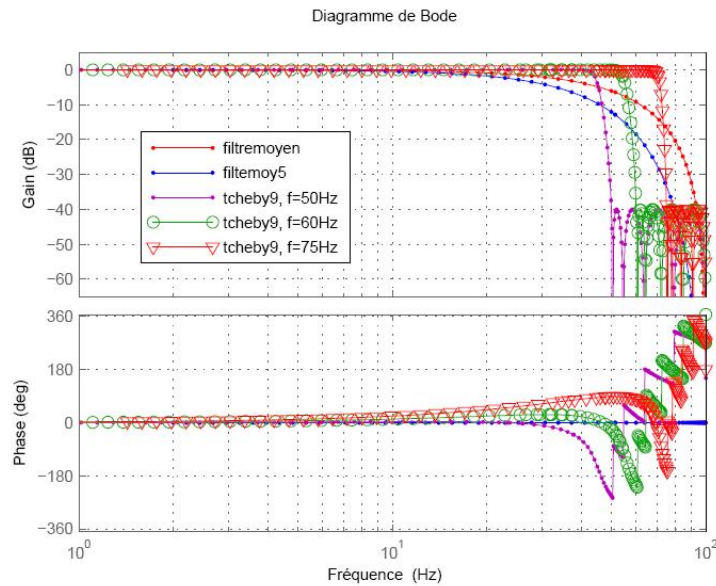 Diagramme de Bode
Gain (dB)
0
−10
−20
−30
−40
−50
−60
filtremoyen
filtemoy5
tcheby9, f=50Hz
tcheby9, f=60Hz
tcheby9, f=75Hz
Phase (deg)
360
180
0
−180
−360
10^0
10^1
10^2
Fréquence (Hz)